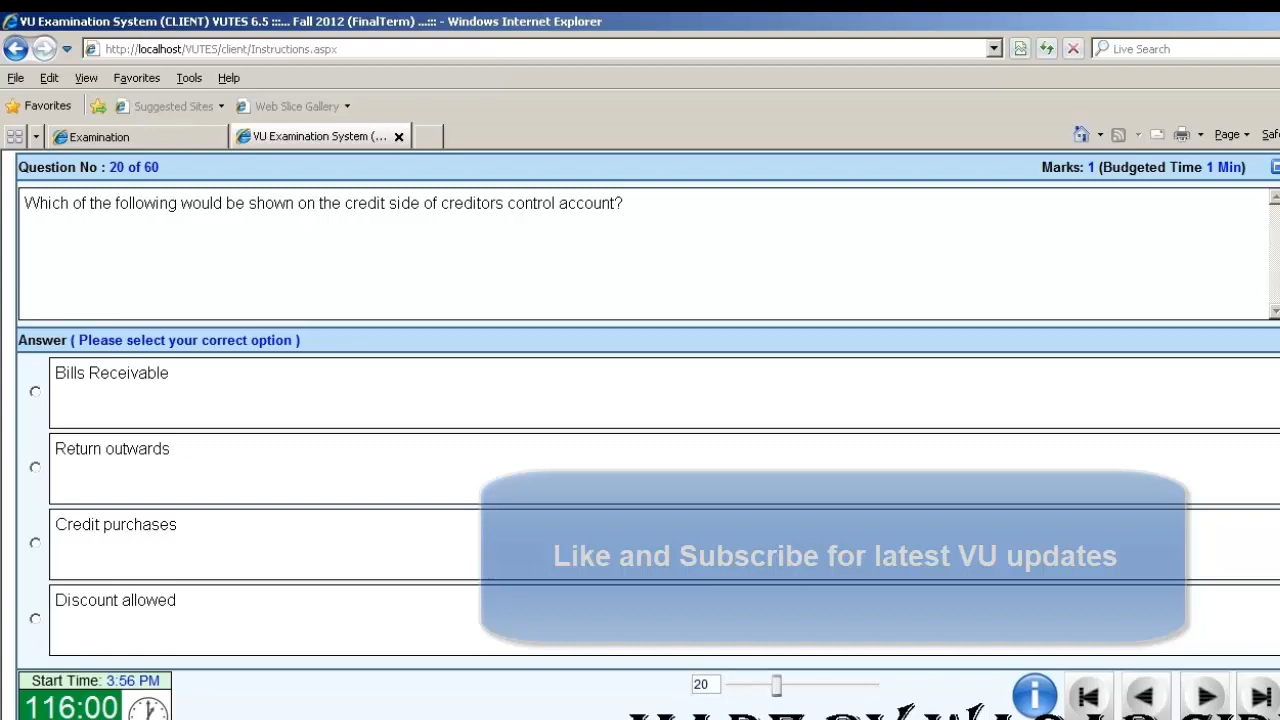 VU Examination System (CLIENT) VUTES 6.5 :::... Fall 2012 (FinalTerm) ...::: - Windows Internet Explorer
http://localhost/VUTES/client/Instructions.aspx
Live Search
File Edit View Favorites Tools Help
Favorites Suggested Sites Web Slice Gallery
Examination VU Examination System (... Page
Question No : 20 of 60 Marks: 1 (Budgeted Time 1 Min)
Which of the following would be shown on the credit side of creditors control account?
Answer ( Please select your correct option )
Bills Receivable
Return outwards
Credit purchases
Like and Subscribe for latest VU updates
Discount allowed
Start Time: 3:56 PM
20
116:00